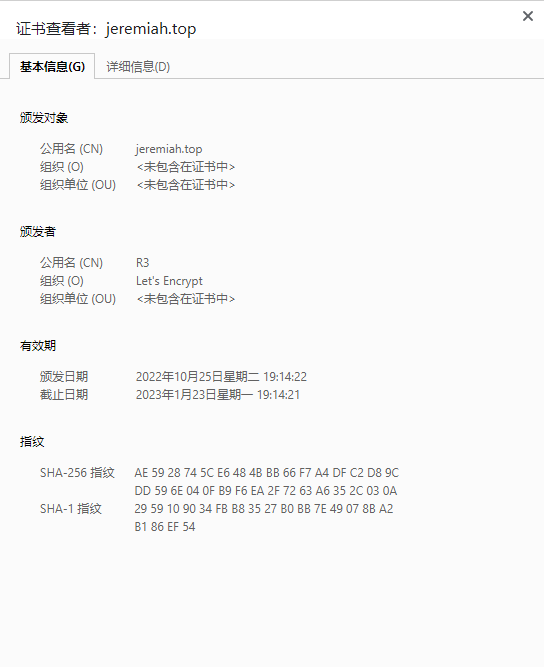 证书查看者：jeremiah.top
基本信息(G) 详细信息(D)
颁发对象
公用名 (CN) jeremiah.top
组织 (O) <未包含在证书中>
组织单位 (OU) <未包含在证书中>
颁发者
公用名 (CN) R3
组织 (O) Let's Encrypt
组织单位 (OU) <未包含在证书中>
有效期
颁发日期 2022年10月25日星期二 19:14:22
截止日期 2023年1月23日星期一 19:14:21
指纹
SHA-256 指纹 AE 59 28 74 5C E6 48 4B BB 66 F7 A4 DF C2 D8 9C
DD 59 6E 04 0F B9 F6 EA 2F 72 63 A6 35 2C 03 0A
SHA-1 指纹 29 59 10 90 34 FB B8 35 27 B0 BB 7E 49 07 8B A2
B1 86 EF 54